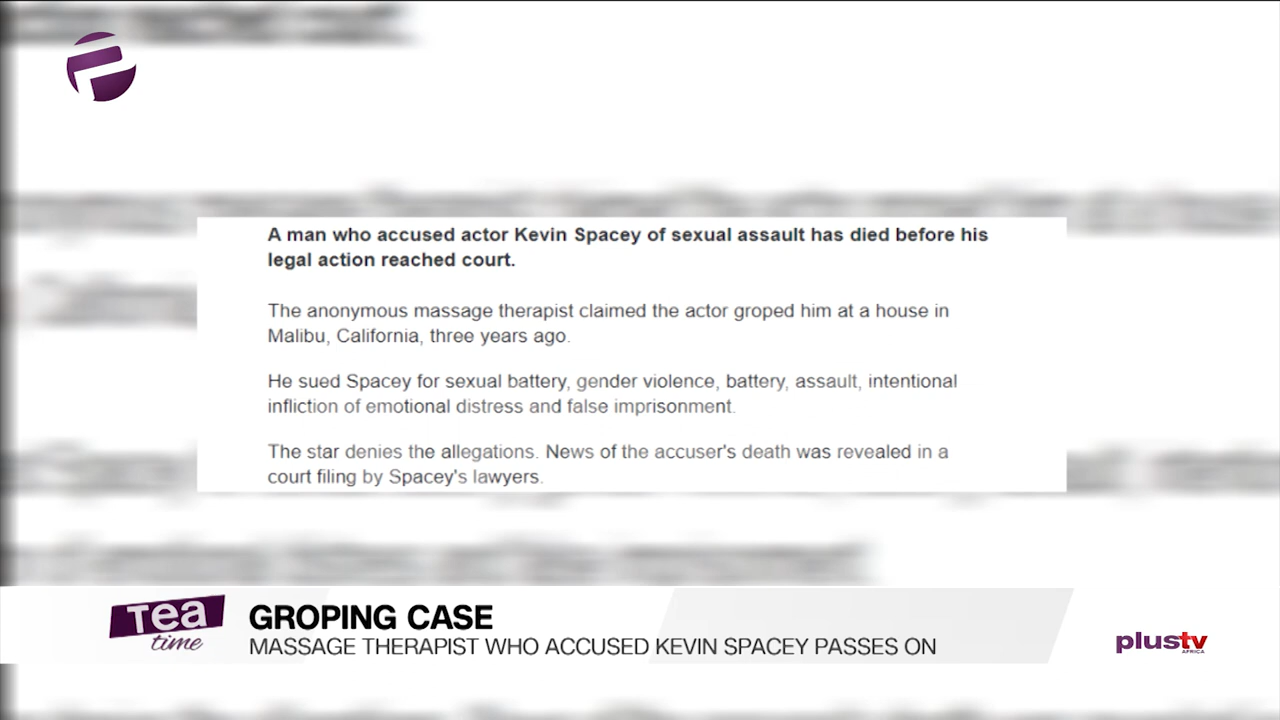 A man who accused actor Kevin Spacey of sexual assault has died before his
legal action reached court.
The anonymous massage therapist claimed the actor groped him at a house in
Malibu, California, three years ago.
He sued Spacey for sexual battery, gender violence, battery, assault, intentional
infliction of emotional distress and false imprisonment.
The star denies the allegations. News of the accuser's death was revealed in a
court filing by Spacey's lawyers.
Tea
time
GROPING CASE
MASSAGE THERAPIST WHO ACCUSED KEVIN SPACEY PASSES ON
plustv
AFRICA